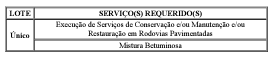 LOTE SERVIÇO(S) REQUERIDO(S)
Único
Execução de Serviços de Conservação e/ou Manutenção e/ou
Restauração em Rodovias Pavimentadas
Mistura Betuminosa